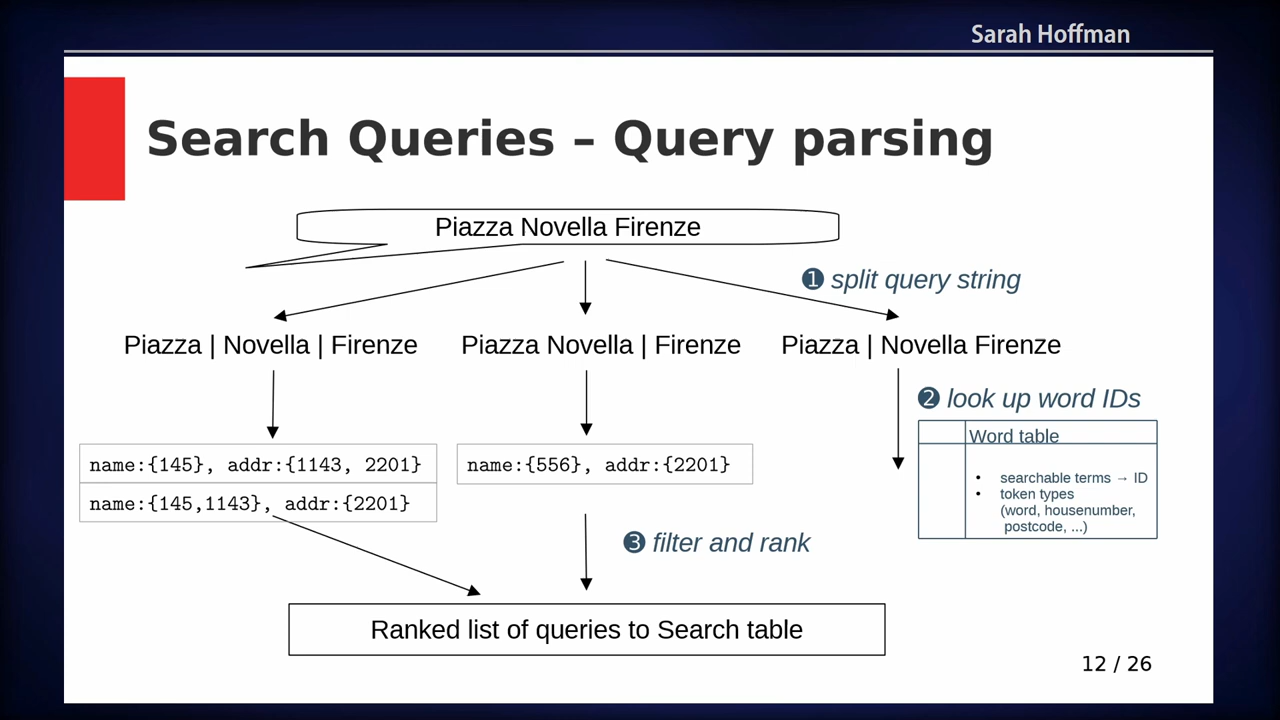 Sarah Hoffman
Search Queries – Query parsing
Piazza Novella Firenze
❶ split query string
Piazza | Novella | Firenze
Piazza Novella | Firenze
Piazza | Novella Firenze
❷ look up word IDs
Word table
• searchable terms → ID
• token types
(word, housenumber,
postcode, ...)
name:{145}, addr:{1143, 2201}
name:{145,1143}, addr:{2201}
name:{556}, addr:{2201}
❸ filter and rank
Ranked list of queries to Search table
12 / 26